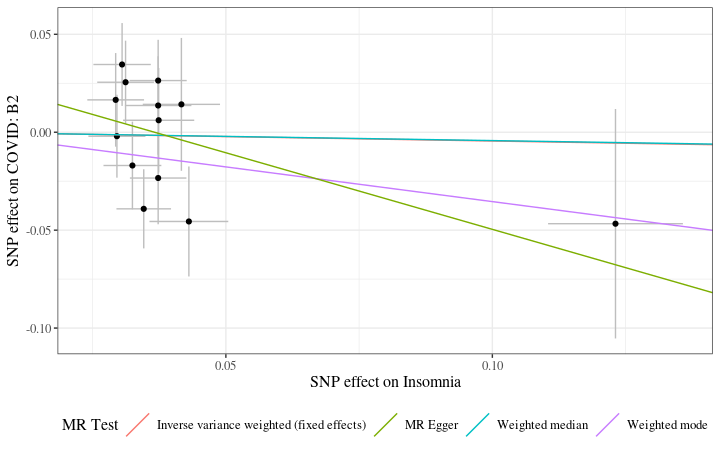 SNP effect on COVID: B2
0.05
0.00
-0.05
-0.10
0.05
0.10
SNP effect on Insomnia
MR Test
Inverse variance weighted (fixed effects)
MR Egger
Weighted median
Weighted mode